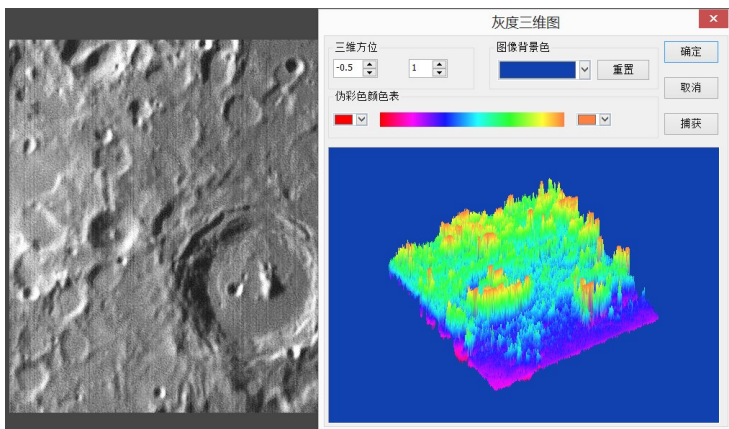 灰度三维图
三维方位
-0.5
1
图像背景色
重置
确定
伪彩色颜色表
取消
捕获